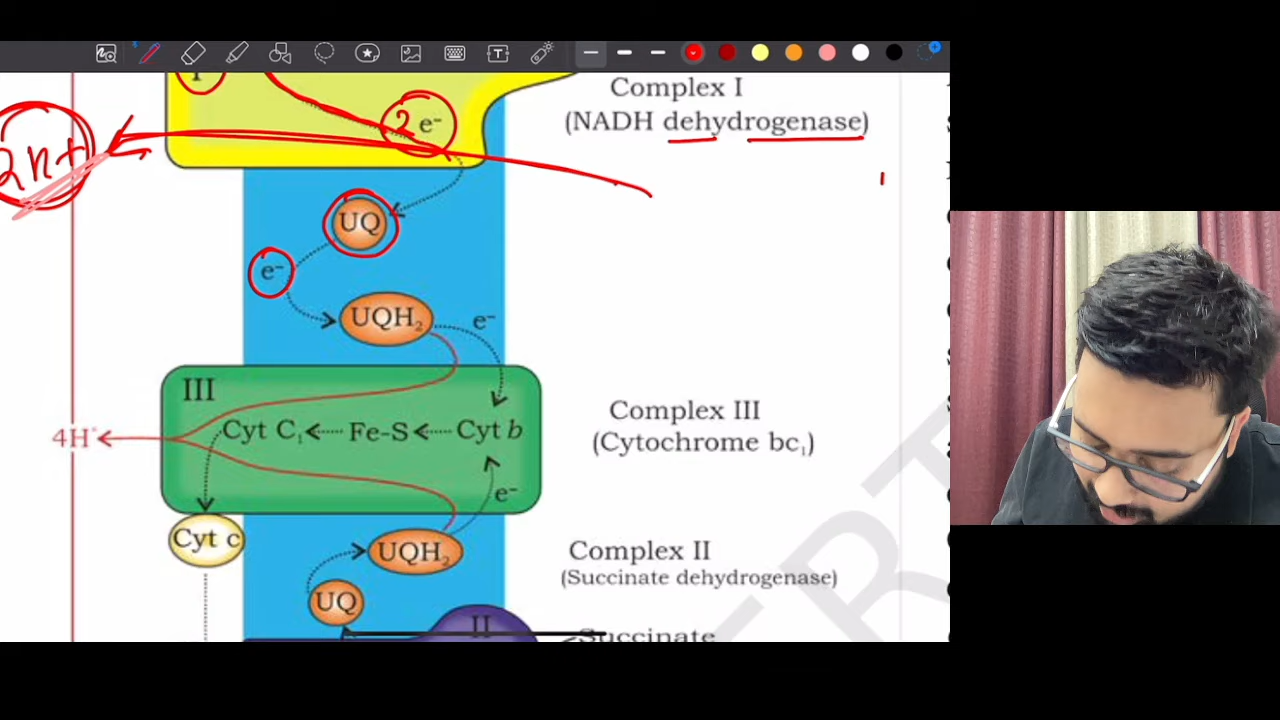 Complex I
(NADH dehydrogenase)
2 e⁻
UQ
e⁻
UQH₂
e⁻
III
Cyt C₁
Fe-S
Cyt b
4H⁺
Complex III
(Cytochrome bc₁)
e⁻
Cyt c
UQH₂
Complex II
(Succinate dehydrogenase)
UQ
II
Succinate